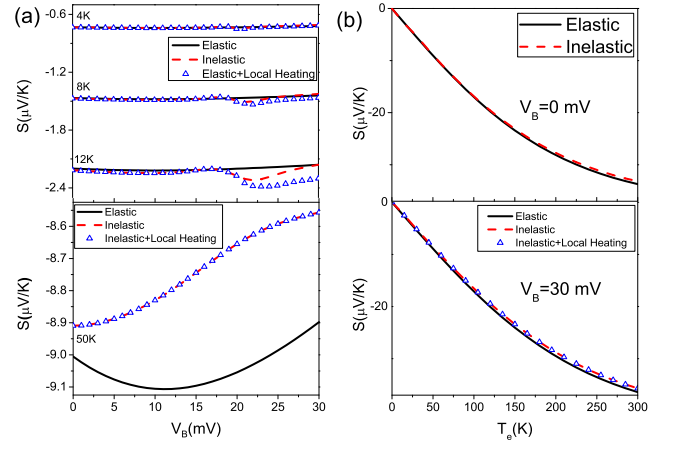 (a)
-0.6
-1.2
-1.8
-2.4
S(μV/K)
4K
8K
12K
Elastic
Inelastic
Elastic+Local Heating
-8.6
-8.7
-8.8
-8.9
-9.0
-9.1
S(μV/K)
Elastic
Inelastic
Inelastic+Local Heating
50K
0 5 10 15 20 25 30
V_B(mV)
(b)
0
-20
S(μV/K)
Elastic
Inelastic
V_B=0 mV
0
-20
S(μV/K)
Elastic
Inelastic
Inelastic+Local Heating
V_B=30 mV
0 50 100 150 200 250 300
T_e(K)